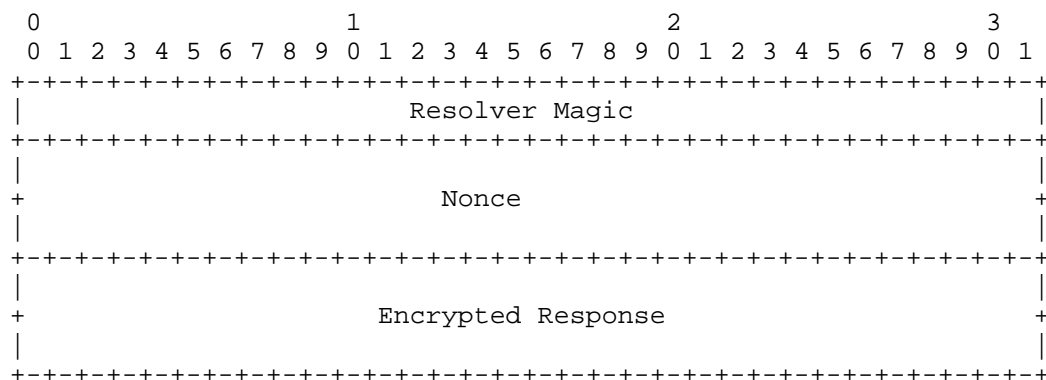 0                   1                   2                   3
0 1 2 3 4 5 6 7 8 9 0 1 2 3 4 5 6 7 8 9 0 1 2 3 4 5 6 7 8 9 0 1
+-+-+-+-+-+-+-+-+-+-+-+-+-+-+-+-+-+-+-+-+-+-+-+-+-+-+-+-+-+-+-+-+
|                        Resolver Magic                         |
+-+-+-+-+-+-+-+-+-+-+-+-+-+-+-+-+-+-+-+-+-+-+-+-+-+-+-+-+-+-+-+-+
|                                                               |
+                          Nonce                                +
|                                                               |
+-+-+-+-+-+-+-+-+-+-+-+-+-+-+-+-+-+-+-+-+-+-+-+-+-+-+-+-+-+-+-+-+
|                                                               |
+                      Encrypted Response                       +
|                                                               |
+-+-+-+-+-+-+-+-+-+-+-+-+-+-+-+-+-+-+-+-+-+-+-+-+-+-+-+-+-+-+-+-+